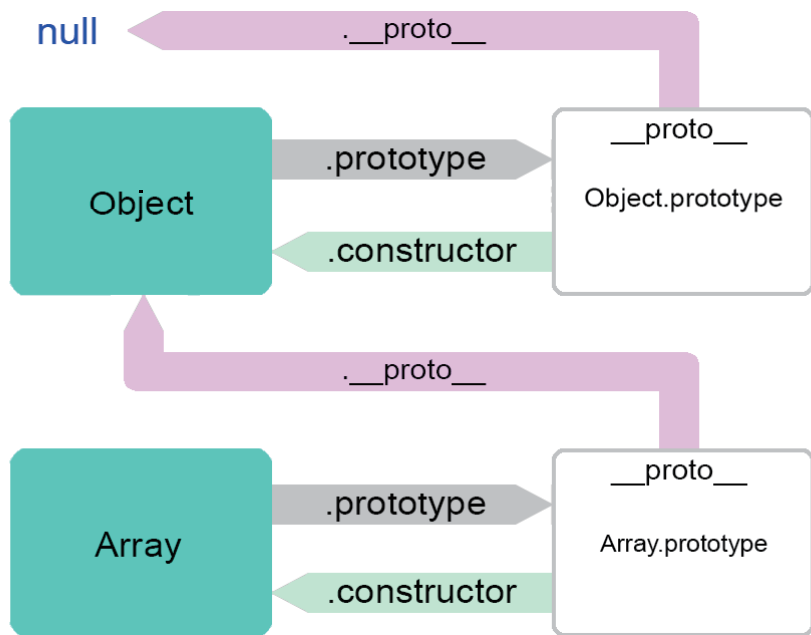 null
.__proto__
__proto__
.prototype
Object
Object.prototype
.constructor
.__proto__
__proto__
.prototype
Array
Array.prototype
.constructor